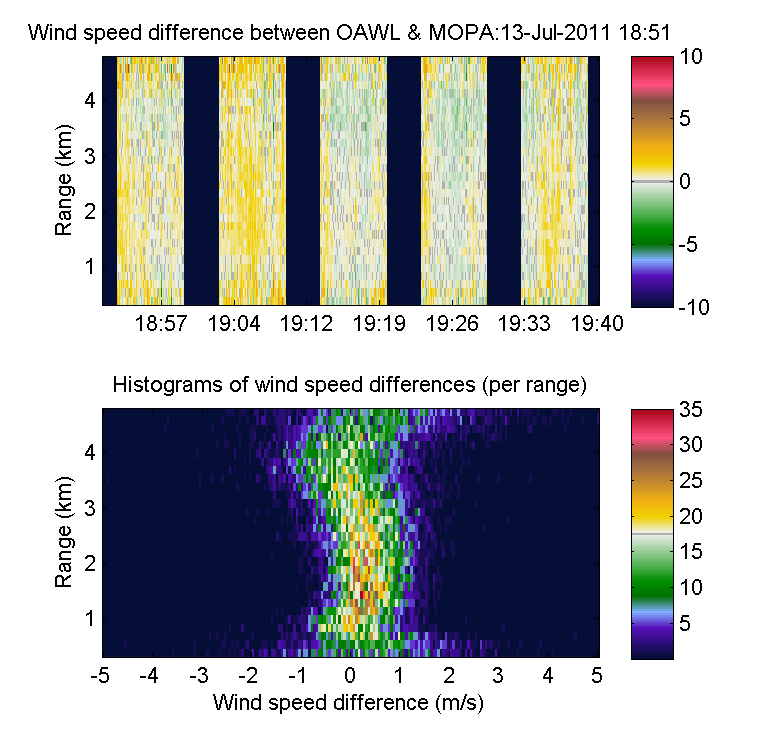 Wind speed difference between OAWL & MOPA:13-Jul-2011 18:51
Range (km)
4
3
2
1
18:57 19:04 19:12 19:19 19:26 19:33 19:40
10
5
0
-5
-10
Histograms of wind speed differences (per range)
Range (km)
4
3
2
1
-5 -4 -3 -2 -1 0 1 2 3 4 5
Wind speed difference (m/s)
35
30
25
20
15
10
5